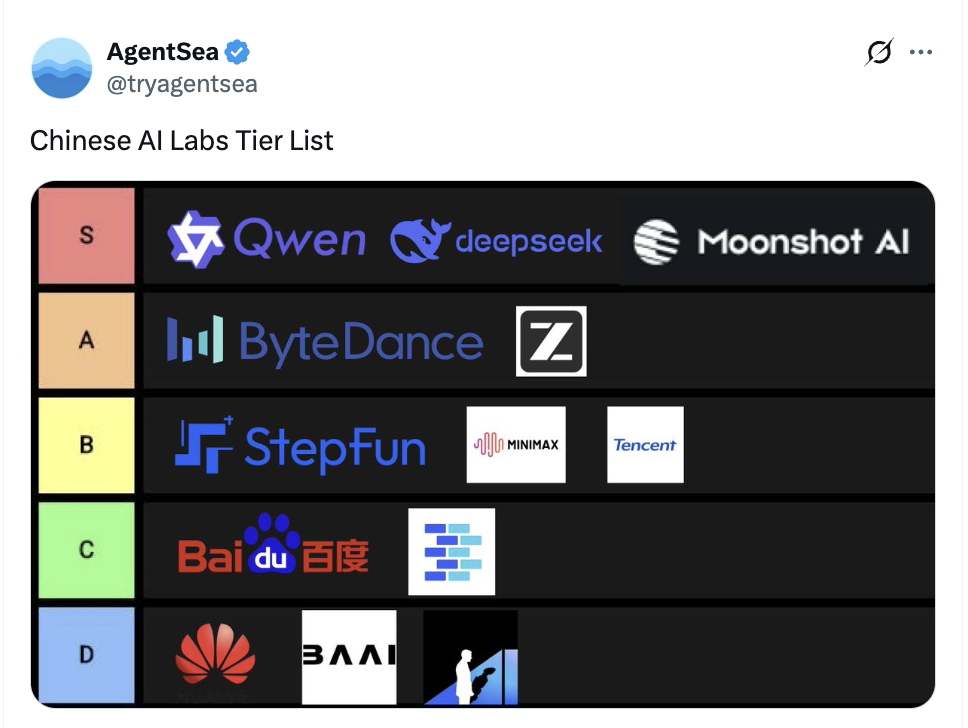 AgentSea
@tryagentsea
Chinese AI Labs Tier List
S
Qwen deepseek Moonshot AI
A
ByteDance Z
B
StepFun MINIMAX Tencent
C
Bai du 百度
D
BAAI